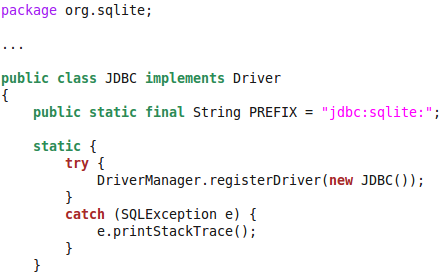 package org.sqlite;

...

public class JDBC implements Driver
{
    public static final String PREFIX = "jdbc:sqlite:";

    static {
        try {
            DriverManager.registerDriver(new JDBC());
        }
        catch (SQLException e) {
            e.printStackTrace();
        }
    }